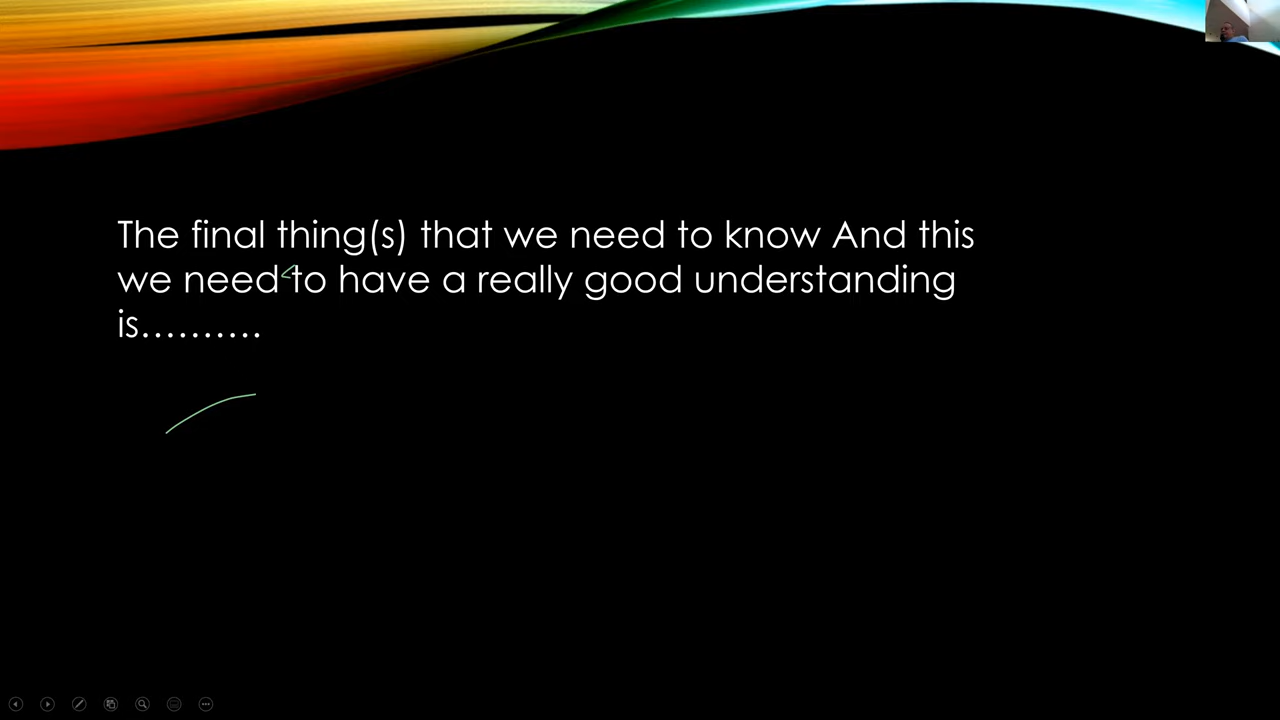 The final thing(s) that we need to know And this
we need to have a really good understanding
is……….